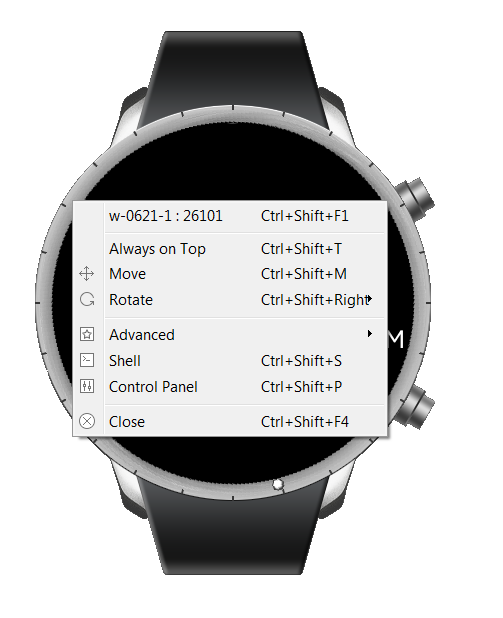 w-0621-1 : 26101 Ctrl+Shift+F1
Always on Top Ctrl+Shift+T
Move Ctrl+Shift+M
Rotate Ctrl+Shift+Right
Advanced
M
Shell Ctrl+Shift+S
Control Panel Ctrl+Shift+P
Close Ctrl+Shift+F4